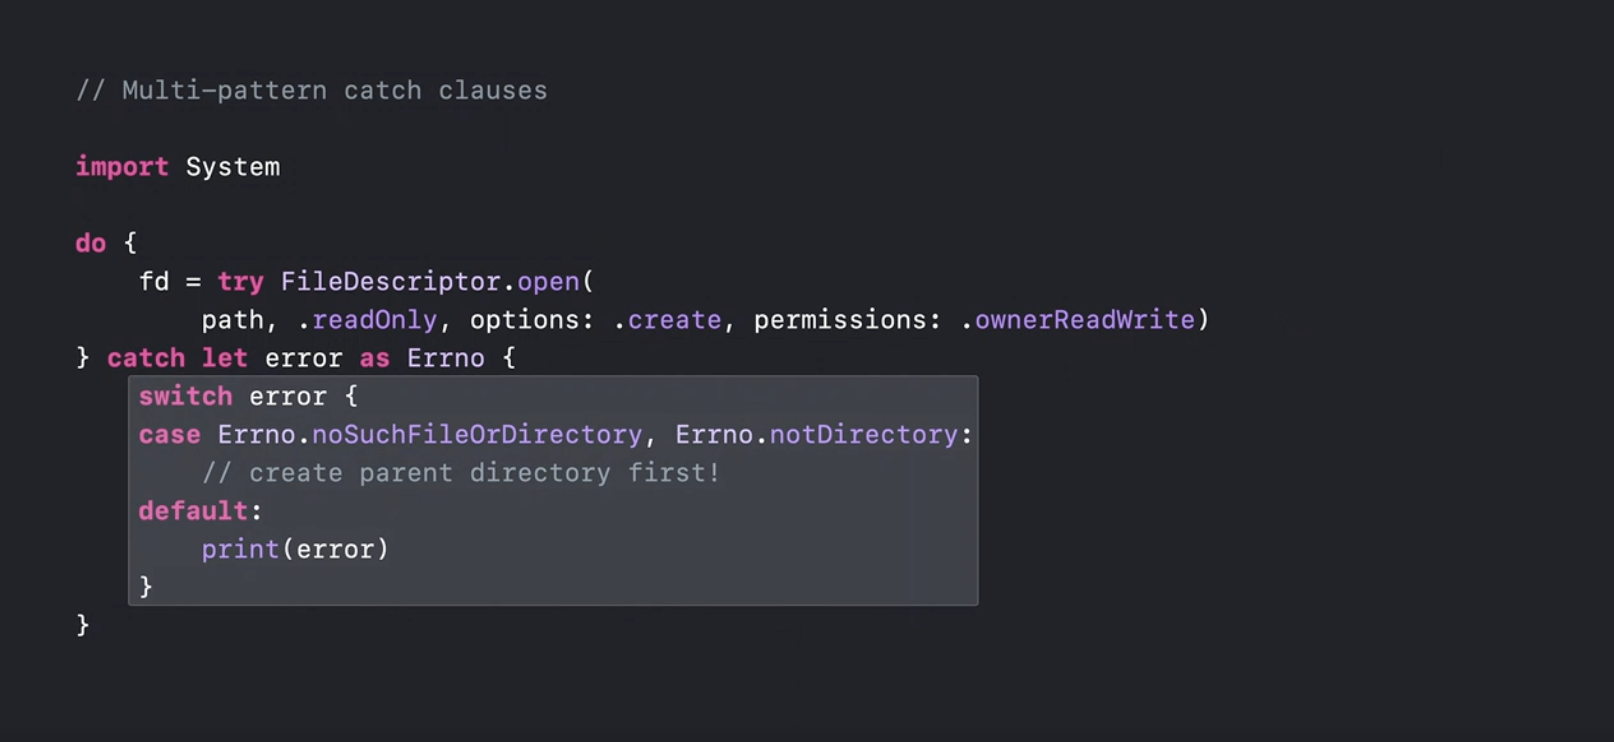 // Multi-pattern catch clauses
import System
do {
    fd = try FileDescriptor.open(
        path, .readOnly, options: .create, permissions: .ownerReadWrite)
} catch let error as Errno {
    switch error {
    case Errno.noSuchFileOrDirectory, Errno.notDirectory:
        // create parent directory first!
    default:
        print(error)
    }
}